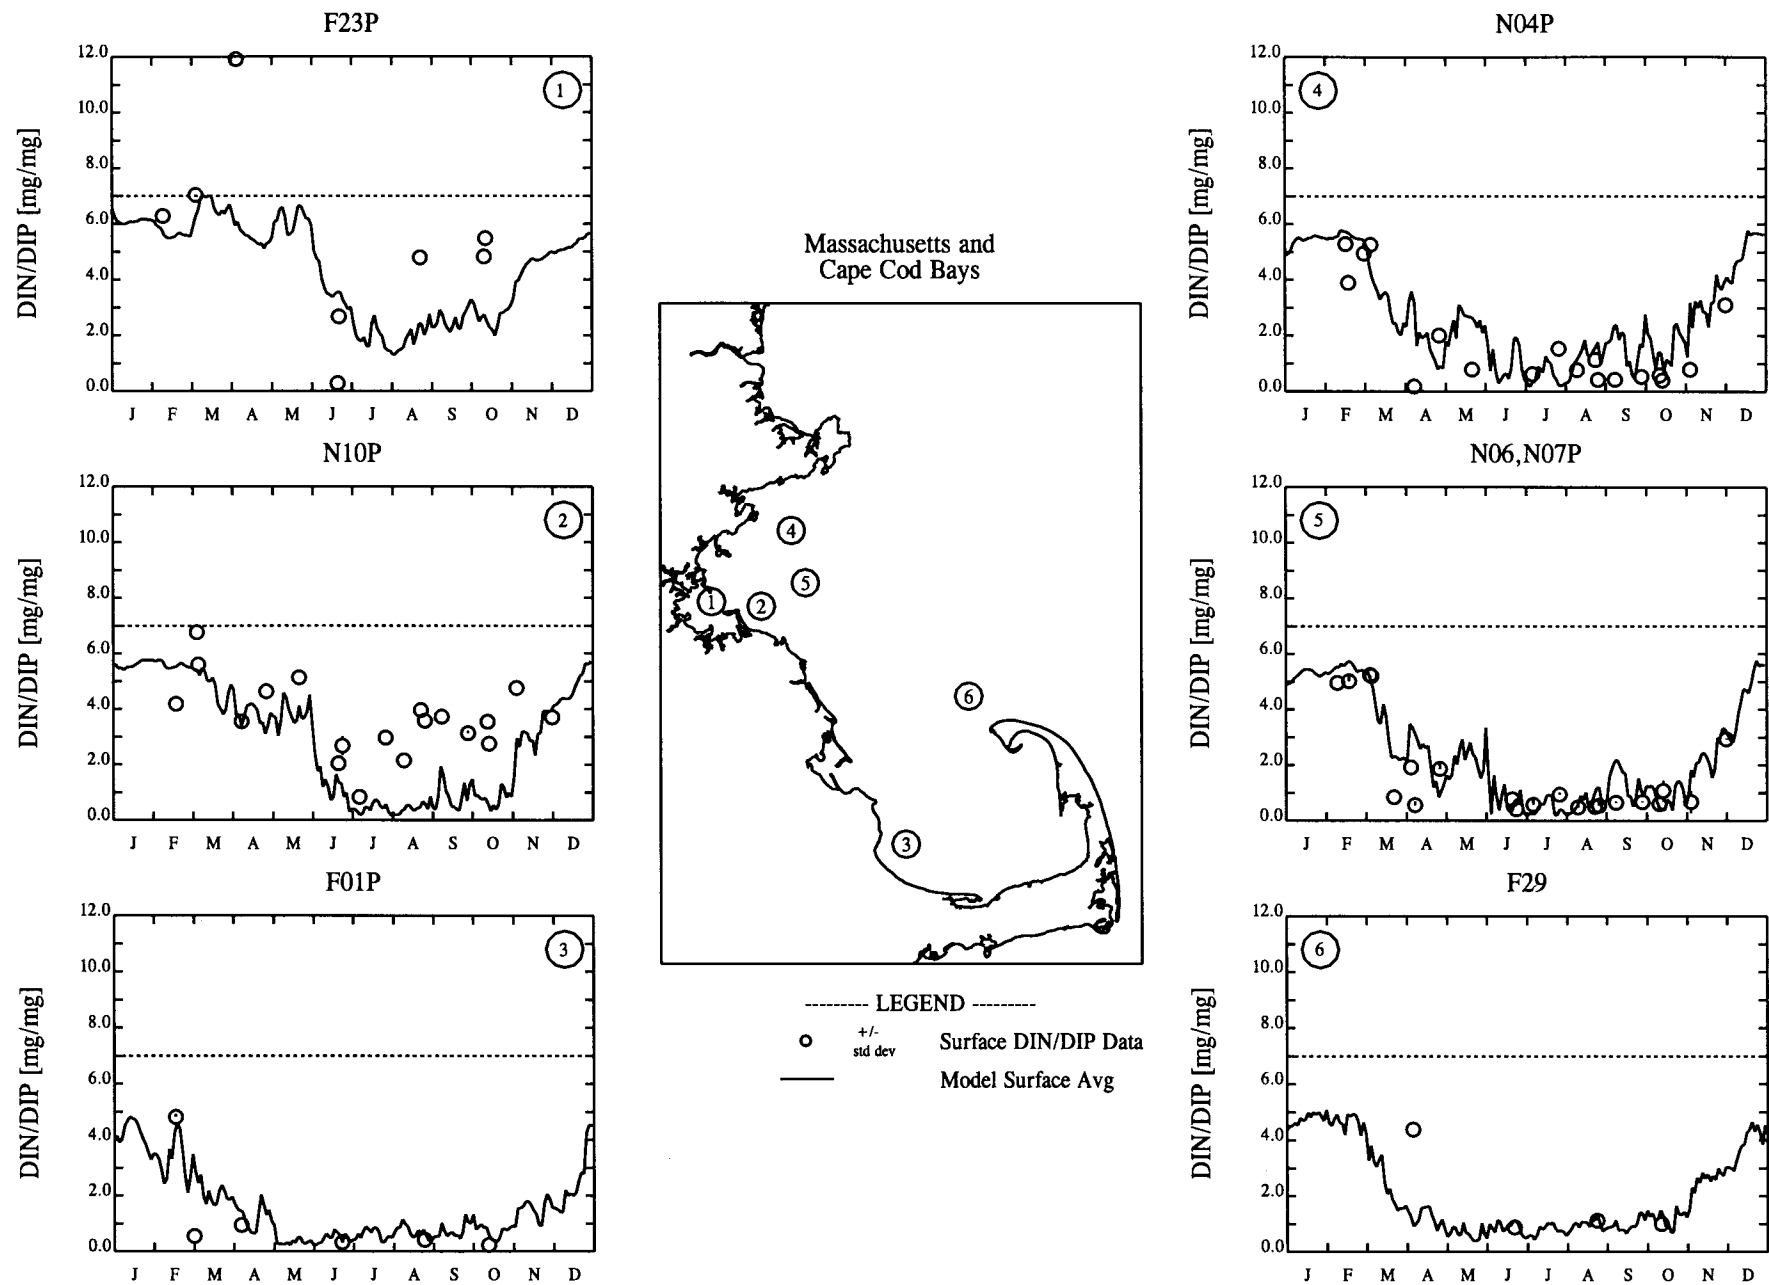 F23P
12.0
10.0
8.0
6.0
4.0
2.0
0.0
DIN/DIP [mg/mg]
1
J F M A M J J A S O N D
N10P
12.0
10.0
8.0
6.0
4.0
2.0
0.0
DIN/DIP [mg/mg]
2
J F M A M J J A S O N D
F01P
12.0
10.0
8.0
6.0
4.0
2.0
0.0
DIN/DIP [mg/mg]
3
J F M A M J J A S O N D
Massachusetts and
Cape Cod Bays
4
5
1 2
6
3
--------- LEGEND ---------
+/-
std dev
Surface DIN/DIP Data
Model Surface Avg
N04P
12.0
10.0
8.0
6.0
4.0
2.0
0.0
DIN/DIP [mg/mg]
4
J F M A M J J A S O N D
N06,N07P
12.0
10.0
8.0
6.0
4.0
2.0
0.0
DIN/DIP [mg/mg]
5
J F M A M J J A S O N D
F29
12.0
10.0
8.0
6.0
4.0
2.0
0.0
DIN/DIP [mg/mg]
6
J F M A M J J A S O N D